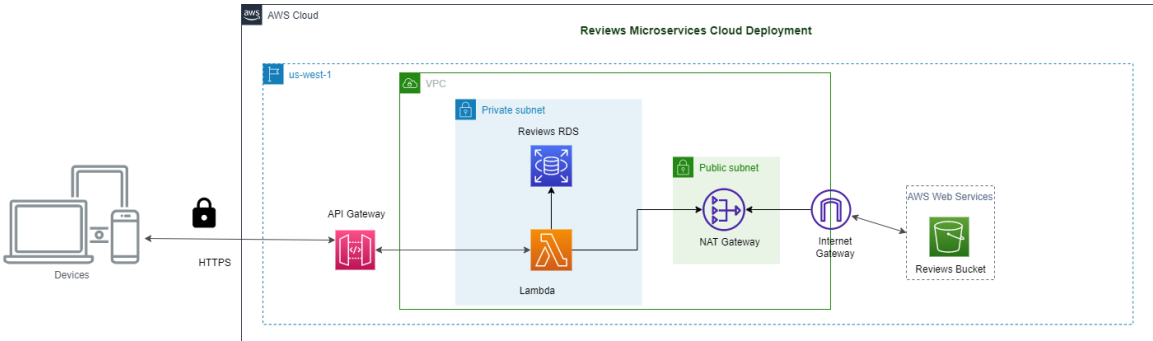 aws
AWS Cloud
Reviews Microservices Cloud Deployment
us-west-1
VPC
Private subnet
Reviews RDS
Public subnet
AWS Web Services
API Gateway
NAT Gateway
Internet
Gateway
HTTPS
Reviews Bucket
Devices
Lambda